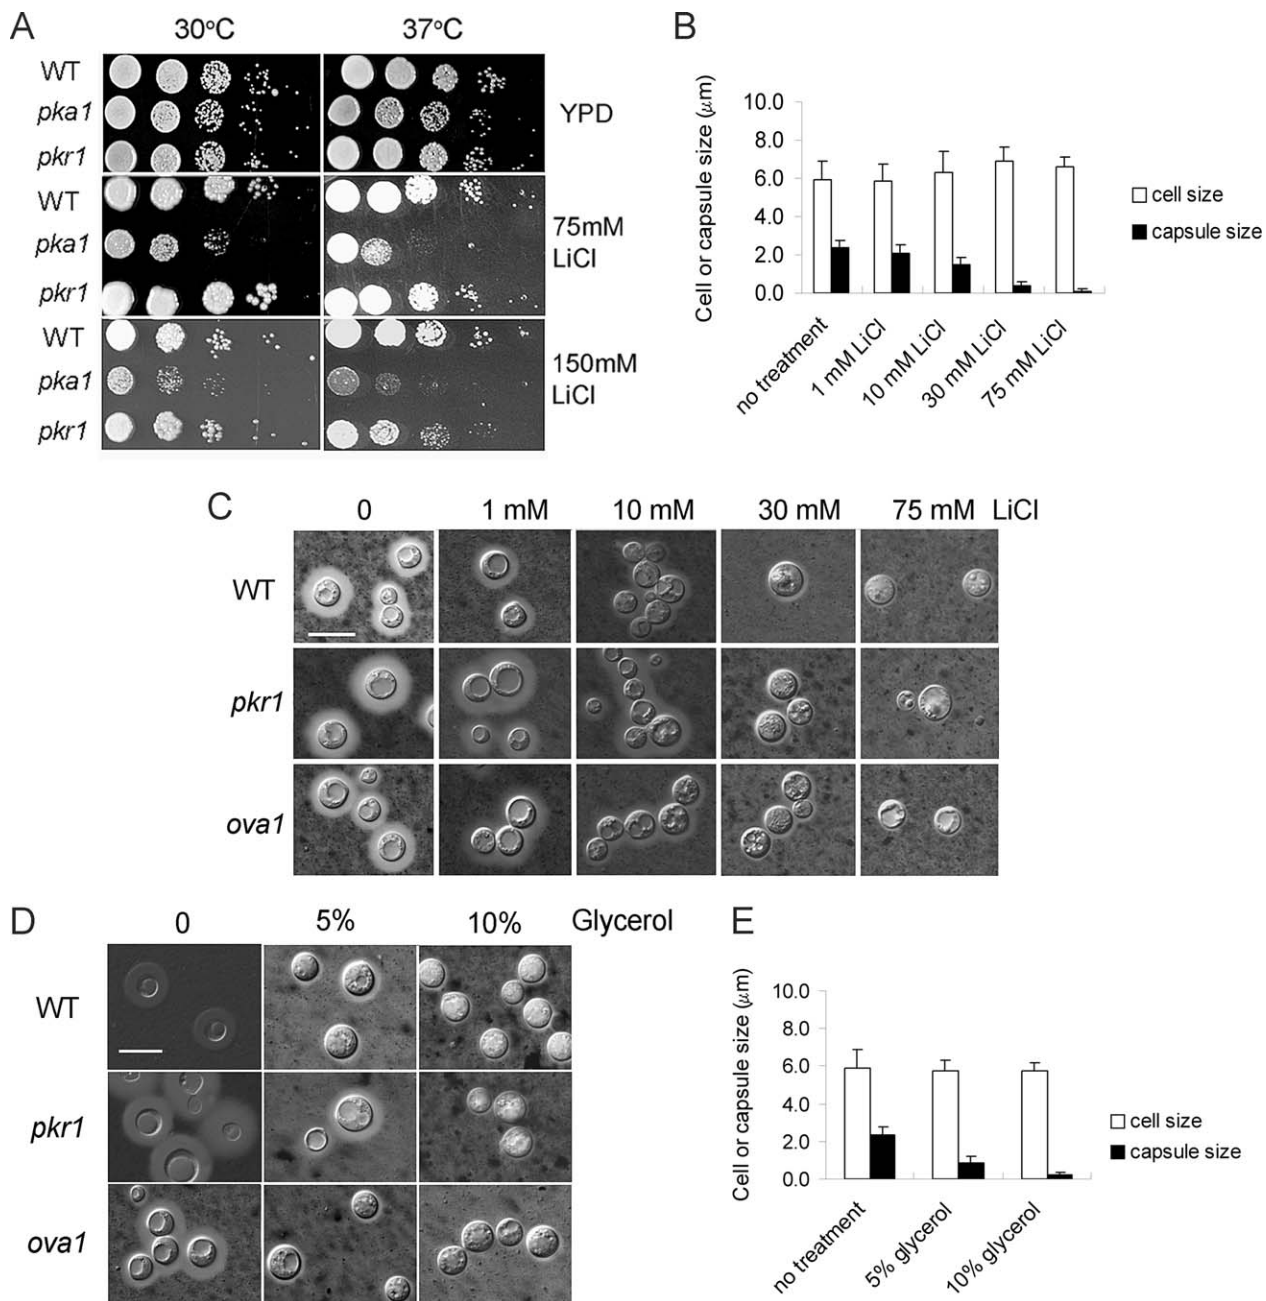 A
30°C 37°C
WT
pka1
pkr1
YPD
WT
pka1
pkr1
75mM
LiCl
WT
pka1
pkr1
150mM
LiCl
B
Cell or capsule size (μm)
10.0
8.0
6.0
4.0
2.0
0.0
no treatment
1 mM LiCl
10 mM LiCl
30 mM LiCl
75 mM LiCl
cell size
capsule size
C
0 1 mM 10 mM 30 mM 75 mM LiCl
WT
pkr1
ova1
D
0 5% 10% Glycerol
WT
pkr1
ova1
E
Cell or capsule size (μm)
10.0
8.0
6.0
4.0
2.0
0.0
no treatment
5% glycerol
10% glycerol
cell size
capsule size